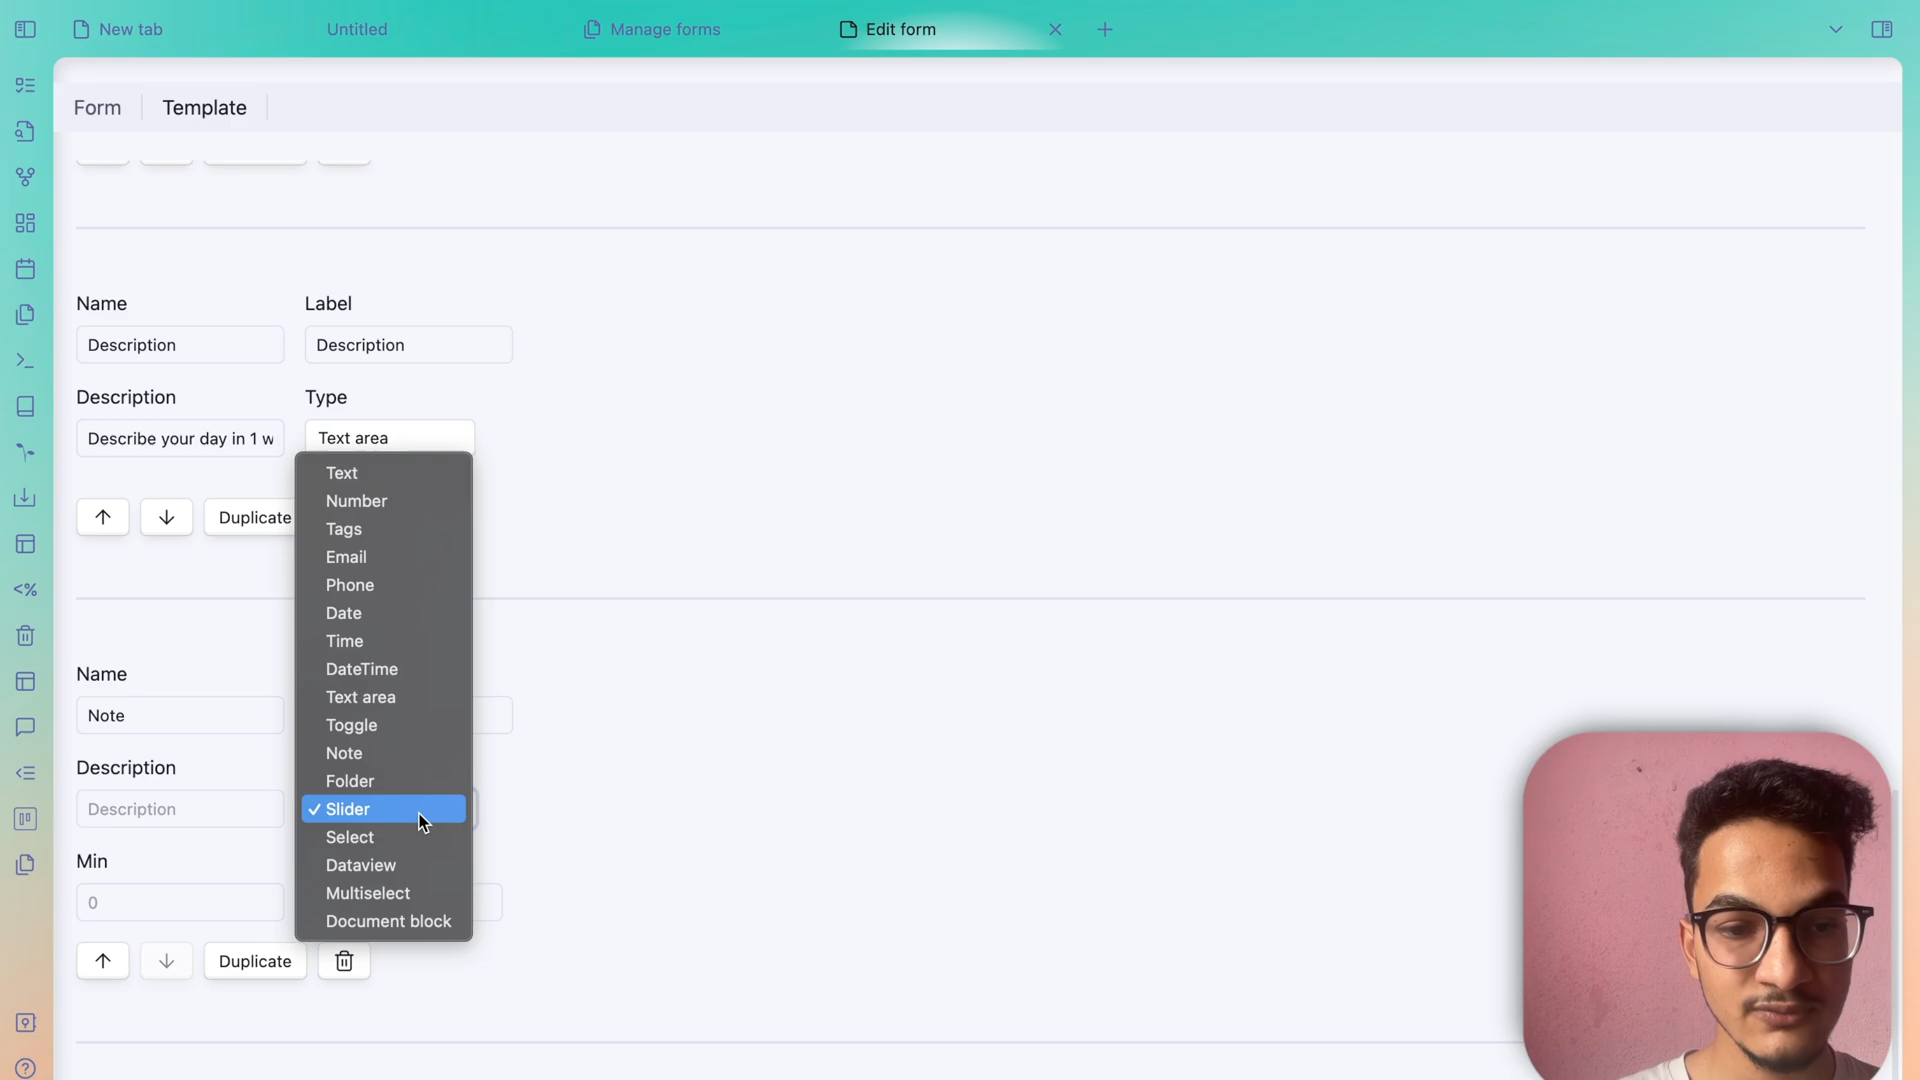 New tab
Untitled
Manage forms
Edit form
Form
Template
Name
Label
Description
Description
Description
Type
Describe your day in 1 w
Text area
Text
Number
Tags
Email
Phone
Date
Time
DateTime
Text area
Toggle
Note
Folder
✓ Slider
Select
Dataview
Multiselect
Document block
Duplicate
<%
Name
Note
Description
Description
Min
0
Duplicate